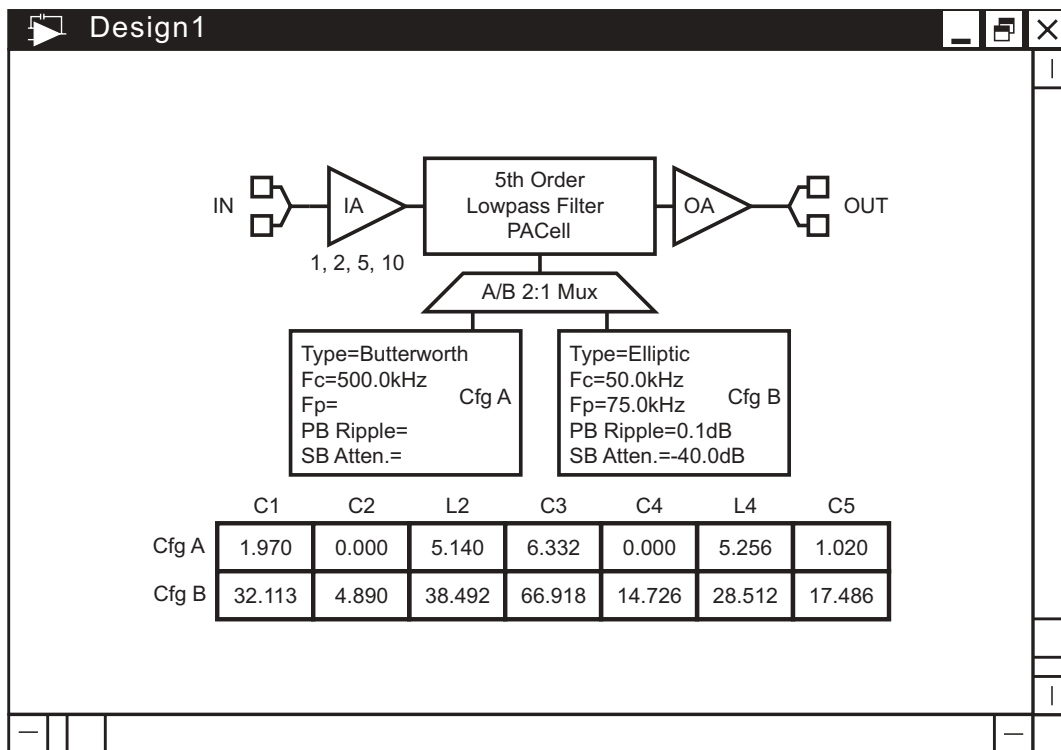 Design1
5th Order
Lowpass Filter
PACell
IN
IA
OA
OUT
1, 2, 5, 10
A/B 2:1 Mux
Type=Butterworth
Fc=500.0kHz
Fp=
PB Ripple=
SB Atten.=
Cfg A
Type=Elliptic
Fc=50.0kHz
Fp=75.0kHz
PB Ripple=0.1dB
SB Atten.=-40.0dB
Cfg B
C1 C2 L2 C3 C4 L4 C5
Cfg A 1.970 0.000 5.140 6.332 0.000 5.256 1.020
Cfg B 32.113 4.890 38.492 66.918 14.726 28.512 17.486